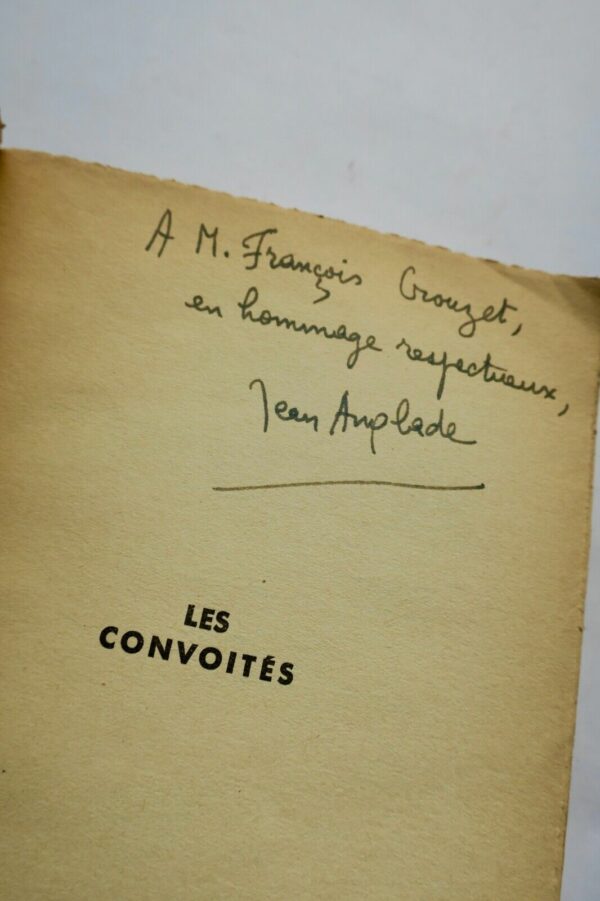 A M. François Crouzet,
en hommage respectueux,
Jean Anglade
LES
CONVOITÉS